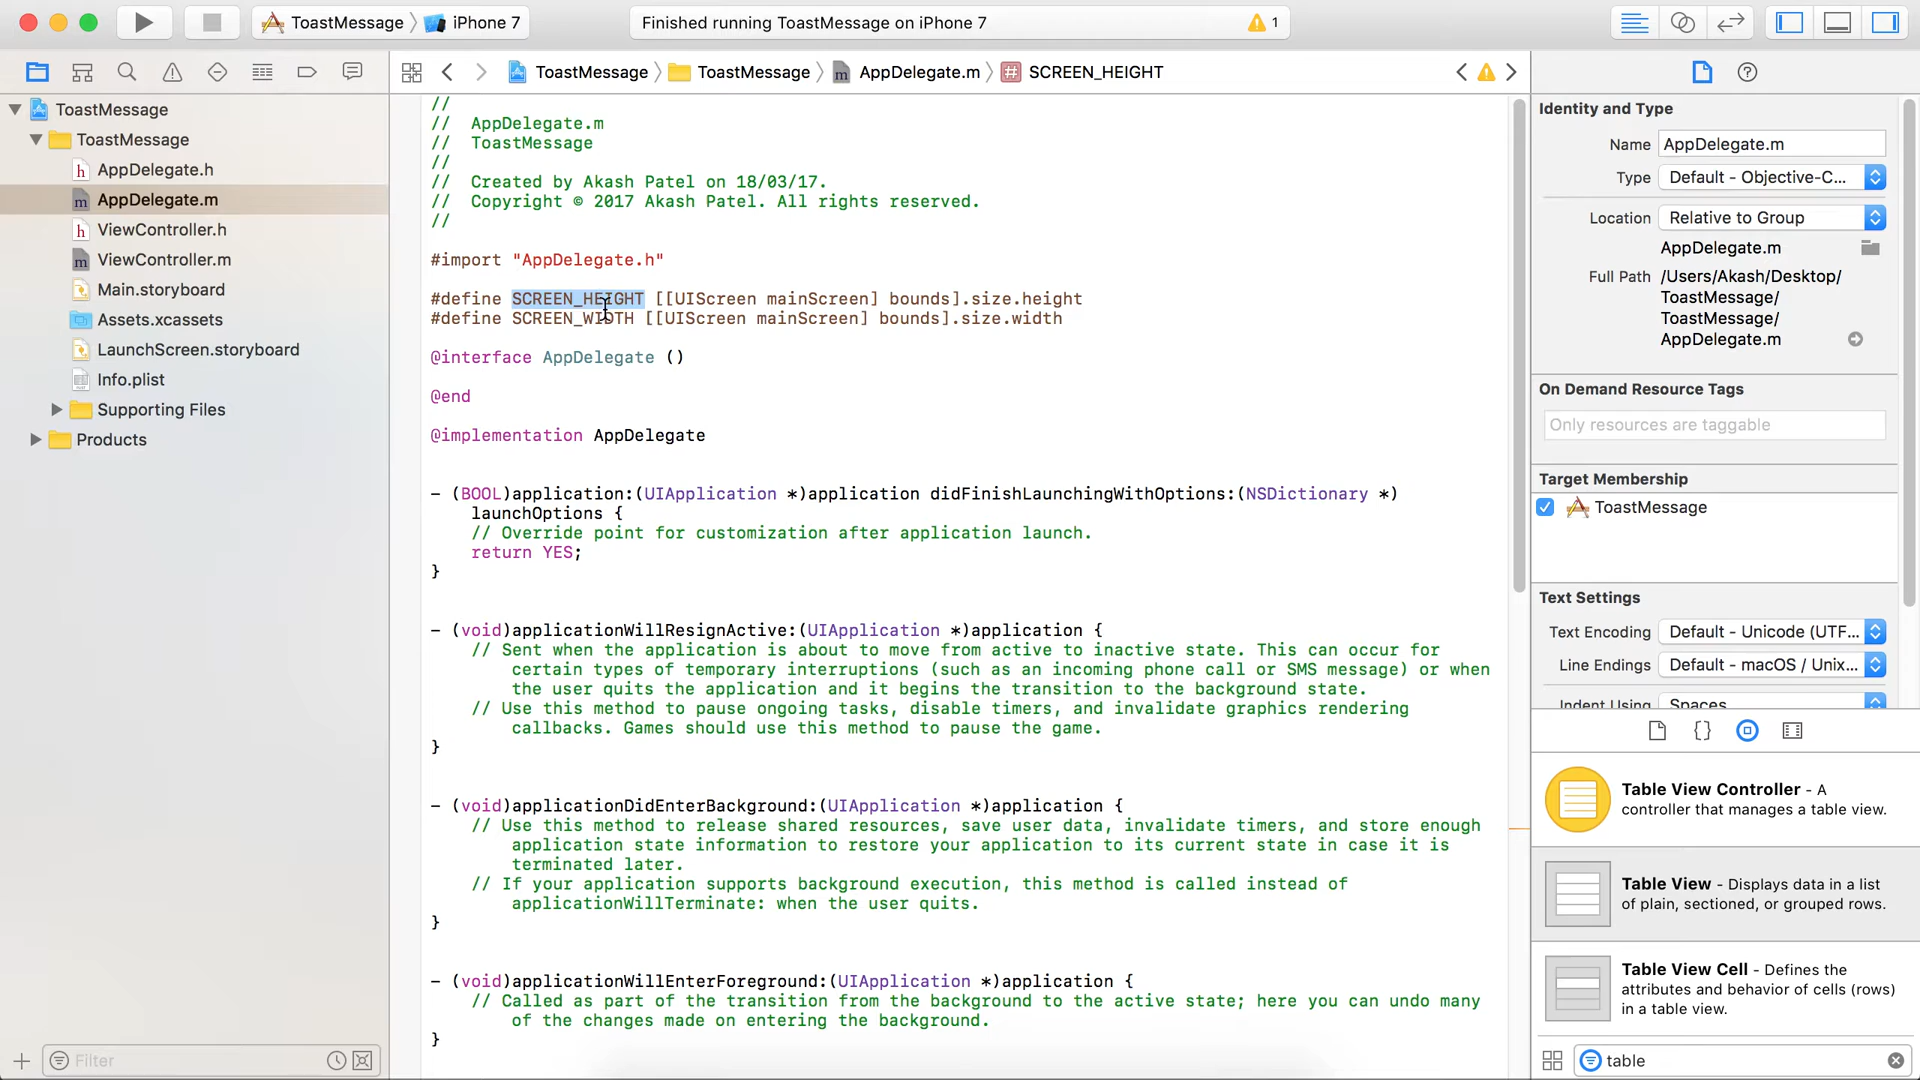 ToastMessage
iPhone 7
Finished running ToastMessage on iPhone 7
1
ToastMessage
ToastMessage
AppDelegate.m
SCREEN_HEIGHT
ToastMessage
ToastMessage
AppDelegate.h
AppDelegate.m
ViewController.h
ViewController.m
Main.storyboard
Assets.xcassets
LaunchScreen.storyboard
Info.plist
Supporting Files
Products
Filter
//
//  AppDelegate.m
//  ToastMessage
//
//  Created by Akash Patel on 18/03/17.
//  Copyright © 2017 Akash Patel. All rights reserved.
//
#import "AppDelegate.h"
#define SCREEN_HEIGHT [[UIScreen mainScreen] bounds].size.height
#define SCREEN_WIDTH [[UIScreen mainScreen] bounds].size.width
@interface AppDelegate ()
@end
@implementation AppDelegate
- (BOOL)application:(UIApplication *)application didFinishLaunchingWithOptions:(NSDictionary *)
launchOptions {
// Override point for customization after application launch.
return YES;
}
- (void)applicationWillResignActive:(UIApplication *)application {
// Sent when the application is about to move from active to inactive state. This can occur for
certain types of temporary interruptions (such as an incoming phone call or SMS message) or when
the user quits the application and it begins the transition to the background state.
// Use this method to pause ongoing tasks, disable timers, and invalidate graphics rendering
callbacks. Games should use this method to pause the game.
}
- (void)applicationDidEnterBackground:(UIApplication *)application {
// Use this method to release shared resources, save user data, invalidate timers, and store enough
application state information to restore your application to its current state in case it is
terminated later.
// If your application supports background execution, this method is called instead of
applicationWillTerminate: when the user quits.
}
- (void)applicationWillEnterForeground:(UIApplication *)application {
// Called as part of the transition from the background to the active state; here you can undo many
of the changes made on entering the background.
}
Identity and Type
Name AppDelegate.m
Type Default - Objective-C...
Location Relative to Group
AppDelegate.m
Full Path /Users/Akash/Desktop/
ToastMessage/
ToastMessage/
AppDelegate.m
On Demand Resource Tags
Only resources are taggable
Target Membership
ToastMessage
Text Settings
Text Encoding Default - Unicode (UTF...
Line Endings Default - macOS / Unix...
Indent Using Spaces
Table View Controller - A
controller that manages a table view.
Table View - Displays data in a list
of plain, sectioned, or grouped rows.
Table View Cell - Defines the
attributes and behavior of cells (rows)
in a table view.
table